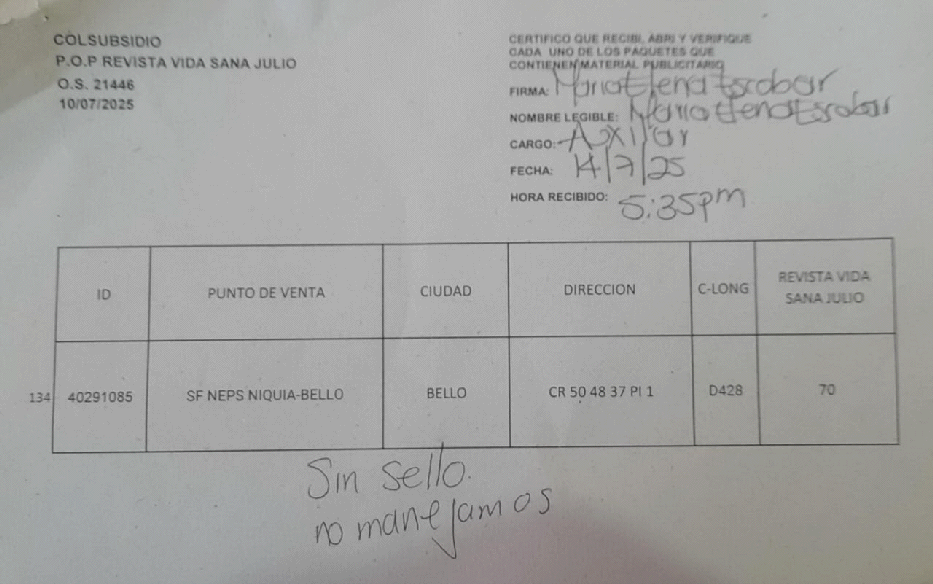 COLSUBSIDIO
P.O.P REVISTA VIDA SANA JULIO
O.S. 21446
10/07/2025
CERTIFICO QUE RECIBI, ABRI Y VERIFIQUE
CADA UNO DE LOS PAQUETES QUE
CONTIENEN MATERIAL PUBLICITARIO
FIRMA: Maria Elena Escobar
NOMBRE LEGIBLE: Maria Elena Escobar
CARGO: Auxiliar
FECHA: 14/7/25
HORA RECIBIDO: 5:35pm
ID PUNTO DE VENTA CIUDAD DIRECCION C-LONG REVISTA VIDA SANA JULIO
134 40291085 SF NEPS NIQUIA-BELLO BELLO CR 50 48 37 PI 1 D428 70
Sin sello.
no manejamos